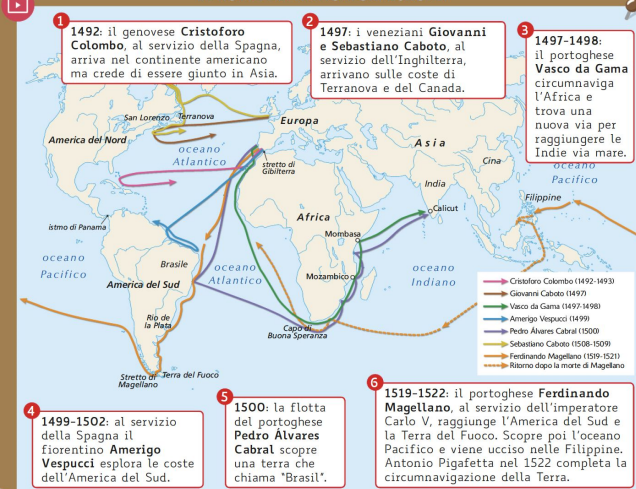 1
1492: il genovese Cristoforo
Colombo, al servizio della Spagna,
arriva nel continente americano
ma crede di essere giunto in Asia.
2
1497: i veneziani Giovanni
e Sebastiano Caboto, al
servizio dell'Inghilterra,
arrivano sulle coste di
Terranova e del Canada.
3
1497-1498:
il portoghese
Vasco da Gama
circumnaviga
l'Africa e
trova una
nuova via per
raggiungere le
Indie via mare.
San Lorenzo
Terranova
Europa
America del Nord
Asia
oceano
Atlantico
stretto di
Gibilterra
Cina
oceano
Pacifico
India
Filippine
Calicut
istmo di Panama
Africa
Mombasa
oceano
Pacifico
Brasile
oceano
Atlantico
Mozambico
oceano
Indiano
America del Sud
Rio de
la Plata
Capo di
Buona Speranza
Stretto di
Magellano
Terra del Fuoco
Cristoforo Colombo (1492-1493)
Giovanni Caboto (1497)
Vasco da Gama (1497-1498)
Amerigo Vespucci (1499)
Pedro Álvares Cabral (1500)
Sebastiano Caboto (1508-1509)
Ferdinando Magellano (1519-1521)
Ritorno dopo la morte di Magellano
4
1499-1502: al servizio
della Spagna il
fiorentino Amerigo
Vespucci esplora le coste
dell'America del Sud.
5
1500: la flotta
del portoghese
Pedro Álvares
Cabral scopre
una terra che
chiama "Brasil".
6
1519-1522: il portoghese Ferdinando
Magellano, al servizio dell'imperatore
Carlo V, raggiunge l'America del Sud e
la Terra del Fuoco. Scopre poi l'oceano
Pacifico e viene ucciso nelle Filippine.
Antonio Pigafetta nel 1522 completa la
circumnavigazione della Terra.